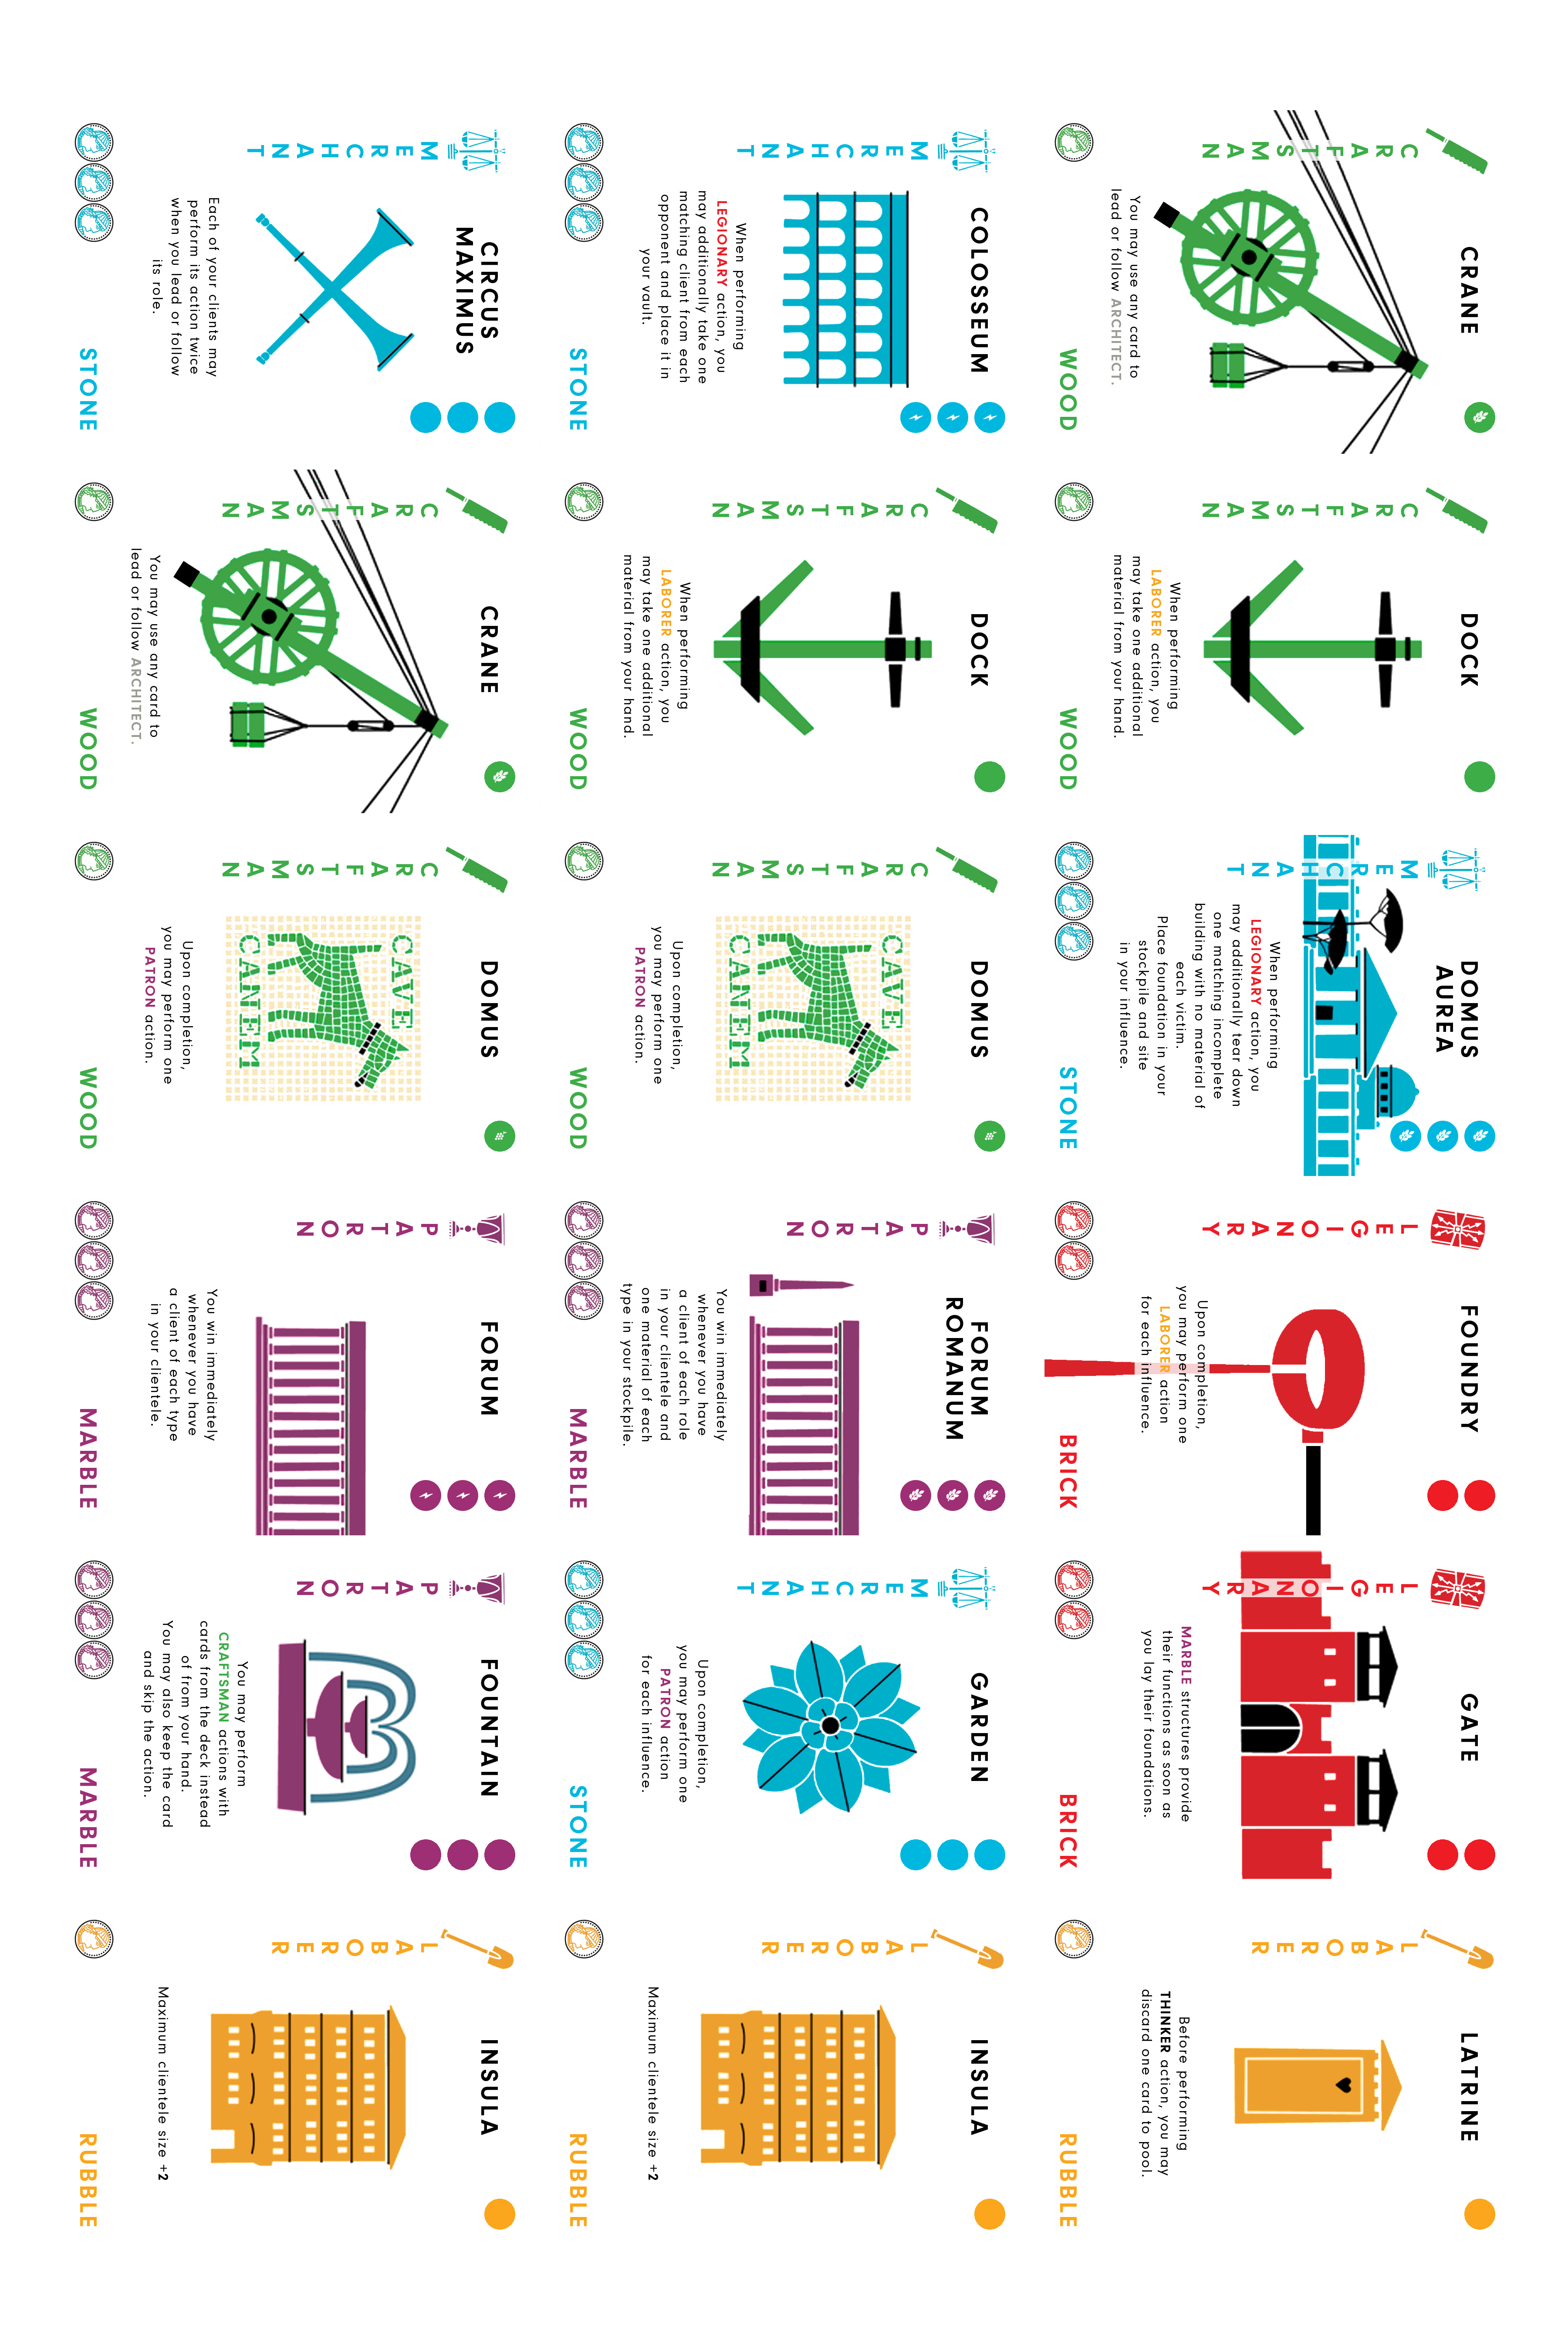 CRANE
CRAFTSMAN
You may use any card to
lead or follow ARCHITECT.
WOOD
DOCK
CRAFTSMAN
When performing
LABORER action, you
may take one additional
material from your hand.
WOOD
DOMUS
AUREA
MERCHANT
When performing
LEGIONARY action, you
may additionally tear down
one matching incomplete
building with no material of
each victim.
Place foundation in your
stockpile and site
in your influence.
STONE
FOUNDRY
LEGIONARY
Upon completion,
you may perform one
LABORER action
for each influence.
BRICK
GATE
LEGIONARY
MARBLE structures provide
their functions as soon as
you lay their foundations.
BRICK
LATRINE
LABORER
Before performing
THINKER action, you may
discard one card to pool.
RUBBLE
COLOSSEUM
MERCHANT
When performing
LEGIONARY action, you
may additionally take one
matching client from each
opponent and place it in
your vault.
STONE
DOCK
CRAFTSMAN
When performing
LABORER action, you
may take one additional
material from your hand.
WOOD
DOMUS
CRAFTSMAN
CAVE
CANEM
Upon completion,
you may perform one
PATRON action.
WOOD
FORUM
ROMANUM
PATRON
You win immediately
whenever you have
a client of each role
in your clientele and
one material of each
type in your stockpile.
MARBLE
GARDEN
MERCHANT
Upon completion,
you may perform one
PATRON action
for each influence.
STONE
INSULA
LABORER
Maximum clientele size +2
RUBBLE
CIRCUS
MAXIMUS
MERCHANT
Each of your clients may
perform its action twice
when you lead or follow
its role.
STONE
CRANE
CRAFTSMAN
You may use any card to
lead or follow ARCHITECT.
WOOD
DOMUS
CRAFTSMAN
CAVE
CANEM
Upon completion,
you may perform one
PATRON action.
WOOD
FORUM
PATRON
You win immediately
whenever you have
a client of each type
in your clientele.
MARBLE
FOUNTAIN
PATRON
You may perform
CRAFTSMAN actions with
cards from the deck instead
of from your hand.
You may also keep the card
and skip the action.
MARBLE
INSULA
LABORER
Maximum clientele size +2
RUBBLE